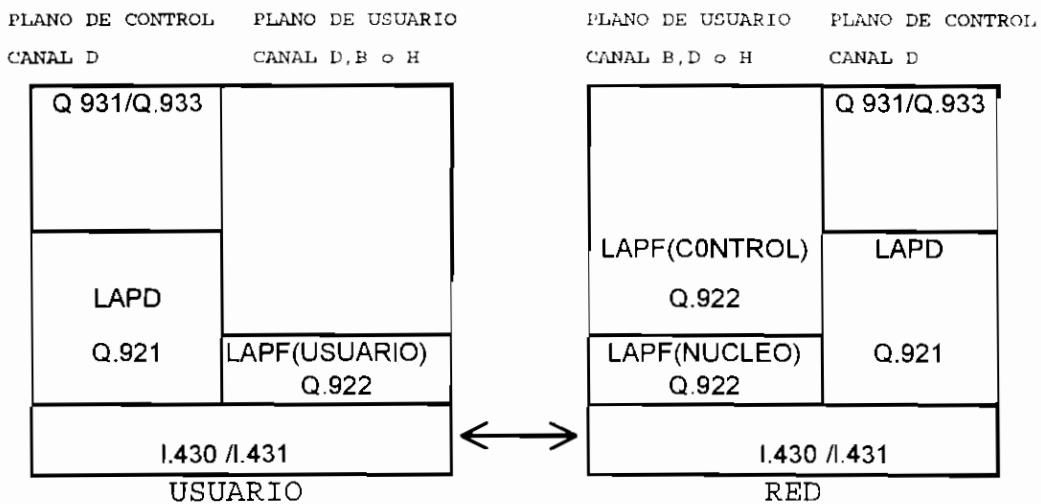 PLANO DE CONTROL
CANAL D
PLANO DE USUARIO
CANAL D,B o H
PLANO DE USUARIO
CANAL B,D o H
PLANO DE CONTROL
CANAL D
Q 931/Q.933
LAPD
Q.921
LAPF(USUARIO)
Q.922
I.430 /I.431
USUARIO
LAPF(C0NTROL)
Q.922
LAPF(NUCLEO)
Q.922
Q 931/Q.933
LAPD
Q.921
I.430 /I.431
RED